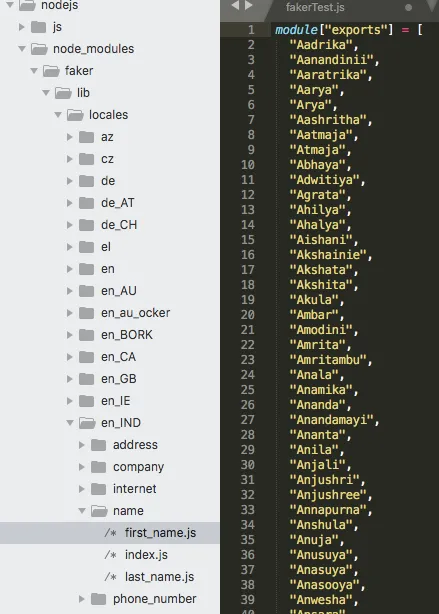 nodejs
js
node_modules
faker
lib
locales
az
cz
de
de_AT
de_CH
el
en
en_AU
en_au_ocker
en_BORK
en_CA
en_GB
en_IE
en_IND
address
company
internet
name
/* first_name.js
/* index.js
/* last_name.js
phone_number
fakerTest.js
1 module["exports"] = [
2 "Aadrika",
3 "Aanandinii",
4 "Aaratrika",
5 "Aarya",
6 "Arya",
7 "Aashritha",
8 "Aatmaja",
9 "Atmaja",
10 "Abhaya",
11 "Adwitiya",
12 "Agrata",
13 "Ahilya",
14 "Ahalya",
15 "Aishani",
16 "Akshainie",
17 "Akshata",
18 "Akshita",
19 "Akula",
20 "Ambar",
21 "Amodini",
22 "Amrita",
23 "Amritambu",
24 "Anala",
25 "Anamika",
26 "Ananda",
27 "Anandamayi",
28 "Ananta",
29 "Anila",
30 "Anjali",
31 "Anjushri",
32 "Anjushree",
33 "Annapurna",
34 "Anshula",
35 "Anuja",
36 "Anusuya",
37 "Anasuya",
38 "Anasooya",
39 "Anwesha",